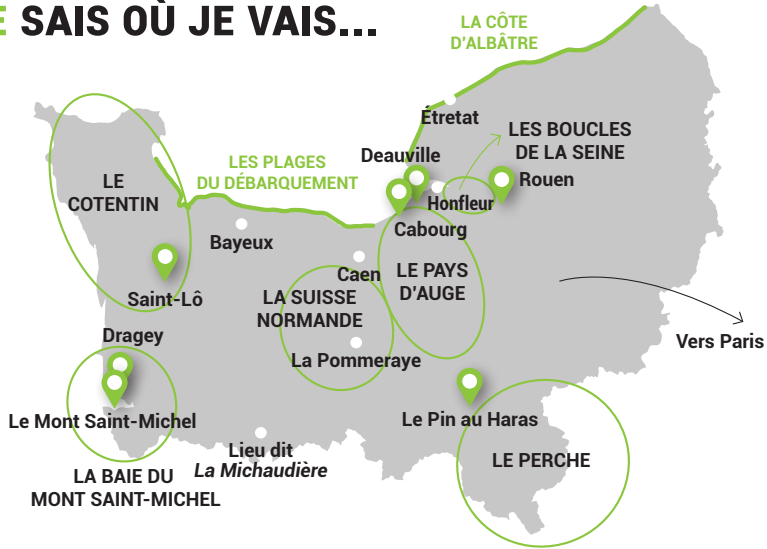 E SAIS OÙ JE VAIS...
LA CÔTE
D'ALBÂTRE
Étretat
LES BOUCLES
DE LA SEINE
Deauville
LES PLAGES
DU DÉBARQUEMENT
LE
COTENTIN
Rouen
Honfleur
Cabourg
Bayeux
Caen
LE PAYS
D'AUGE
Saint-Lô
LA SUISSE
NORMANDE
Dragey
Vers Paris
La Pommeraye
Le Mont Saint-Michel
Le Pin au Haras
Lieu dit
La Michaudière
LE PERCHE
LA BAIE DU
MONT SAINT-MICHEL